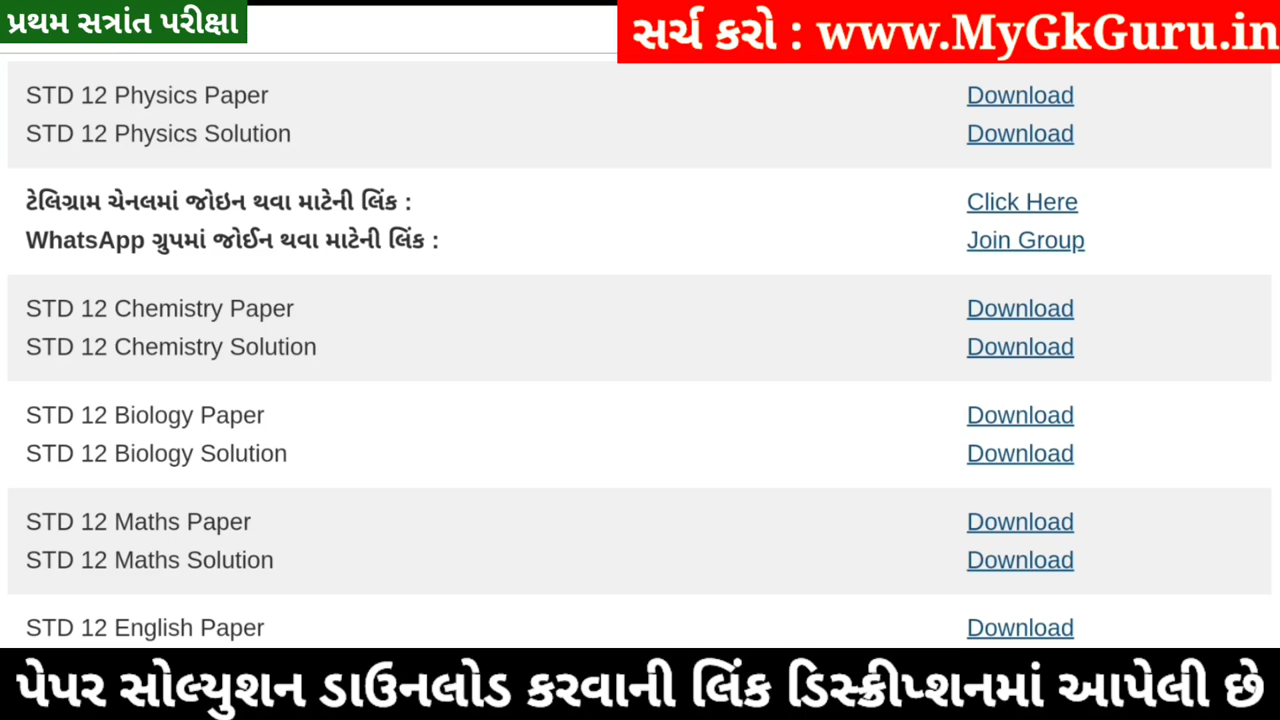 પ્રથમ સત્રાંત પરીક્ષા
સર્ચ કરો : www.MyGkGuru.in
STD 12 Physics Paper Download
STD 12 Physics Solution Download
ટેલિગ્રામ ચેનલમાં જોઇન થવા માટેની લિંક : Click Here
WhatsApp ગ્રુપમાં જોઈન થવા માટેની લિંક : Join Group
STD 12 Chemistry Paper Download
STD 12 Chemistry Solution Download
STD 12 Biology Paper Download
STD 12 Biology Solution Download
STD 12 Maths Paper Download
STD 12 Maths Solution Download
STD 12 English Paper Download
પેપર સોલ્યુશન ડાઉનલોડ કરવાની લિંક ડિસ્ક્રીપ્શનમાં આપેલી છે